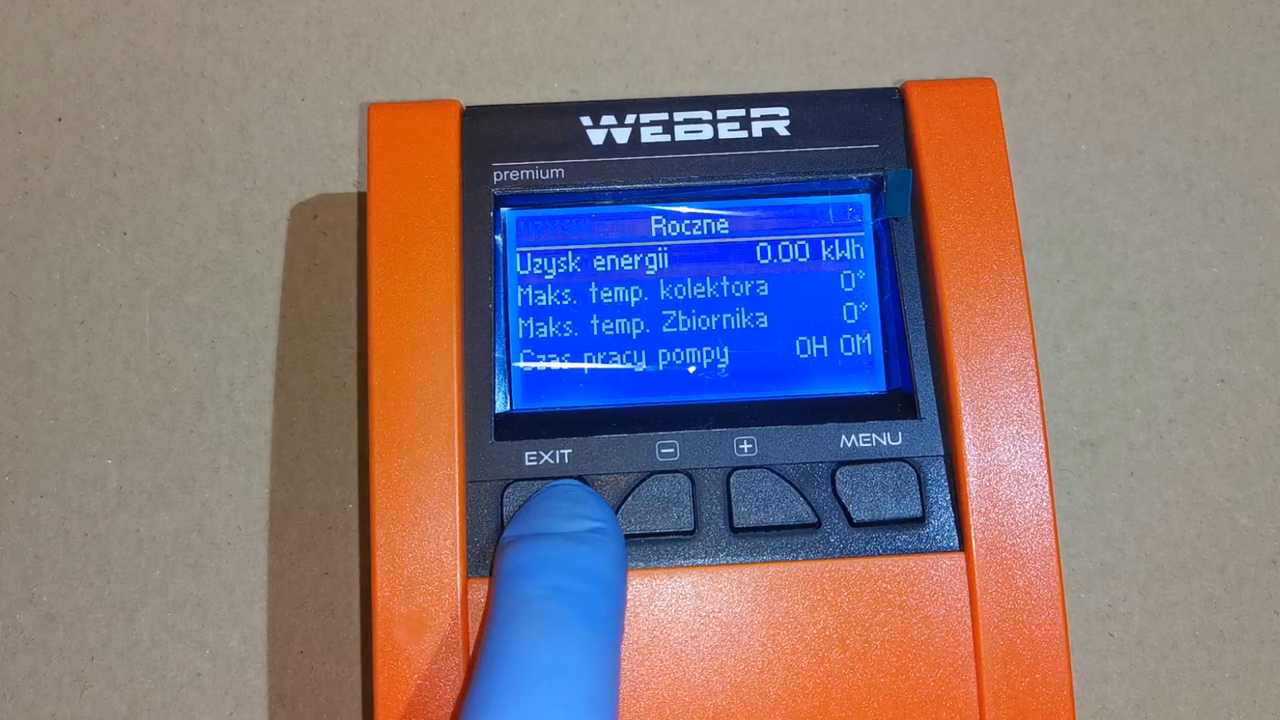 WEBER
premium
Roczne
Uzysk energii 0.00 kWh
Maks. temp. kolektora 0°
Maks. temp. Zbiornika 0°
Czas pracy pompy 0H 0M
EXIT - + MENU